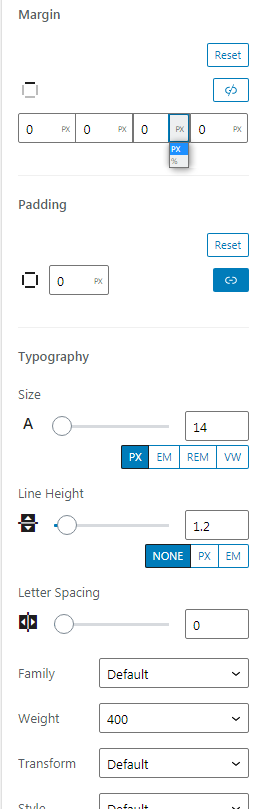 Margin
Reset
0 PX 0 PX 0 PX 0 PX
PX
%
Padding
Reset
0 PX
Typography
Size
A 14
PX EM REM VW
Line Height
1.2
NONE PX EM
Letter Spacing
0
Family Default
Weight 400
Transform Default
Style Default